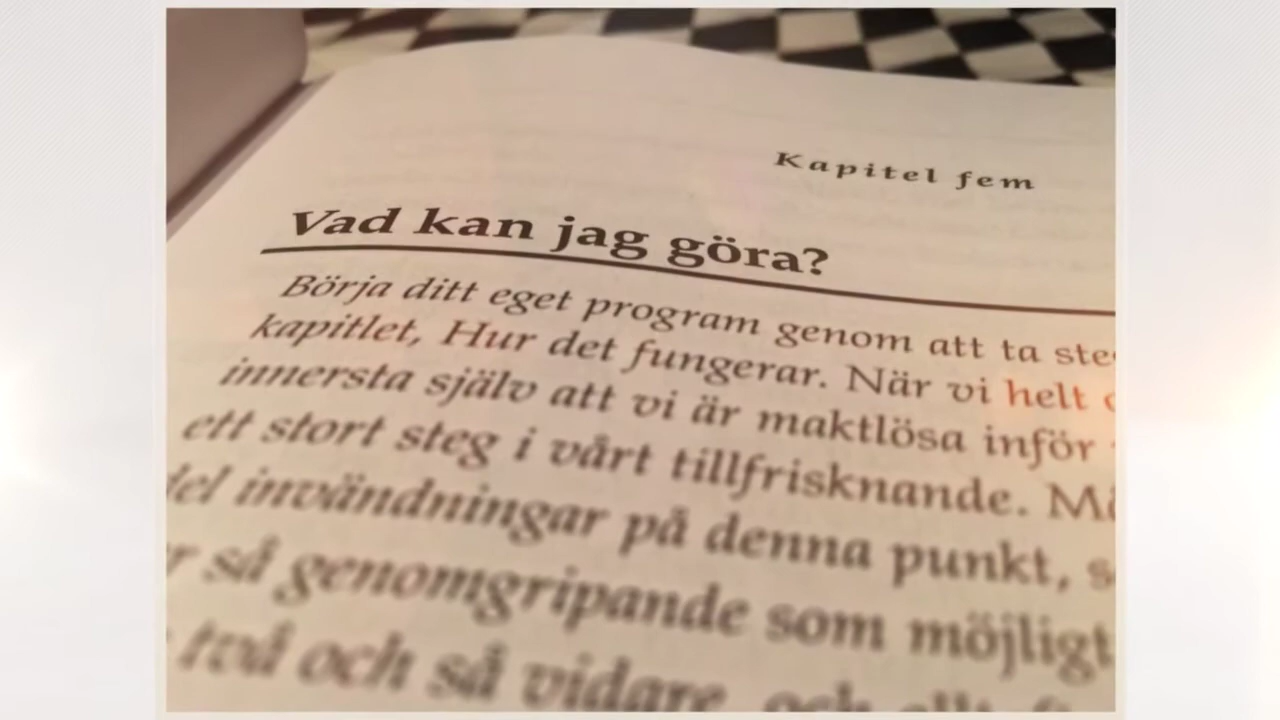 Kapitel fem
Vad kan jag göra?
Börja ditt eget program genom att ta
kapitlet, Hur det fungerar. När vi helt
innersta själv att vi är maktlösa inför
ett stort steg i vårt tillfrisknande.
invändningar på denna punkt,
så genomgripande som möjligt
två och så vidare, och allt